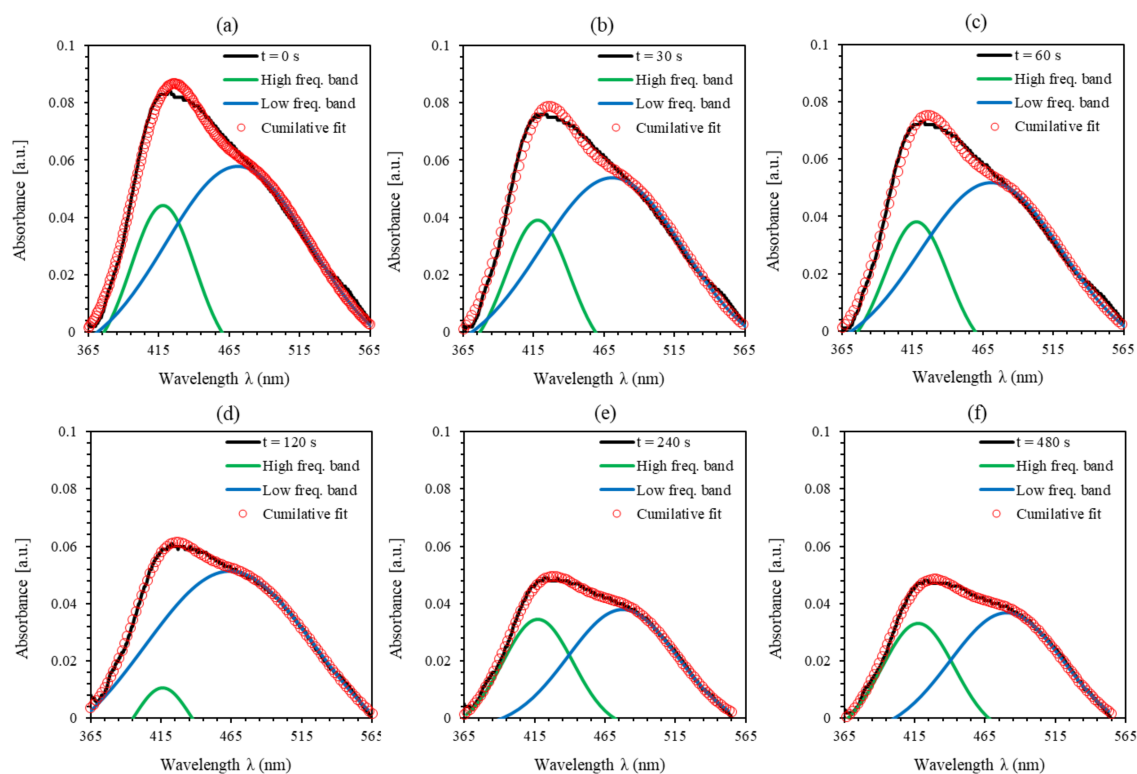 (a)
0.1
0.08
0.06
0.04
0.02
0
365
415
465
515
565
Absorbance [a.u.]
Wavelength λ (nm)
t = 0 s
High freq. band
Low freq. band
Cumilative fit
(b)
0.1
0.08
0.06
0.04
0.02
0
365
415
465
515
565
Absorbance [a.u.]
Wavelength λ (nm)
t = 30 s
High freq. band
Low freq. band
Cumilative fit
(c)
0.1
0.08
0.06
0.04
0.02
0
365
415
465
515
565
Absorbance [a.u.]
Wavelength λ (nm)
t = 60 s
High freq. band
Low freq. band
Cumilative fit
(d)
0.1
0.08
0.06
0.04
0.02
0
365
415
465
515
565
Absorbance [a.u.]
Wavelength λ (nm)
t = 120 s
High freq. band
Low freq. band
Cumilative fit
(e)
0.1
0.08
0.06
0.04
0.02
0
365
415
465
515
565
Absorbance [a.u.]
Wavelength λ (nm)
t = 240 s
High freq. band
Low freq. band
Cumilative fit
(f)
0.1
0.08
0.06
0.04
0.02
0
365
415
465
515
565
Absorbance [a.u.]
Wavelength λ (nm)
t = 480 s
High freq. band
Low freq. band
Cumilative fit